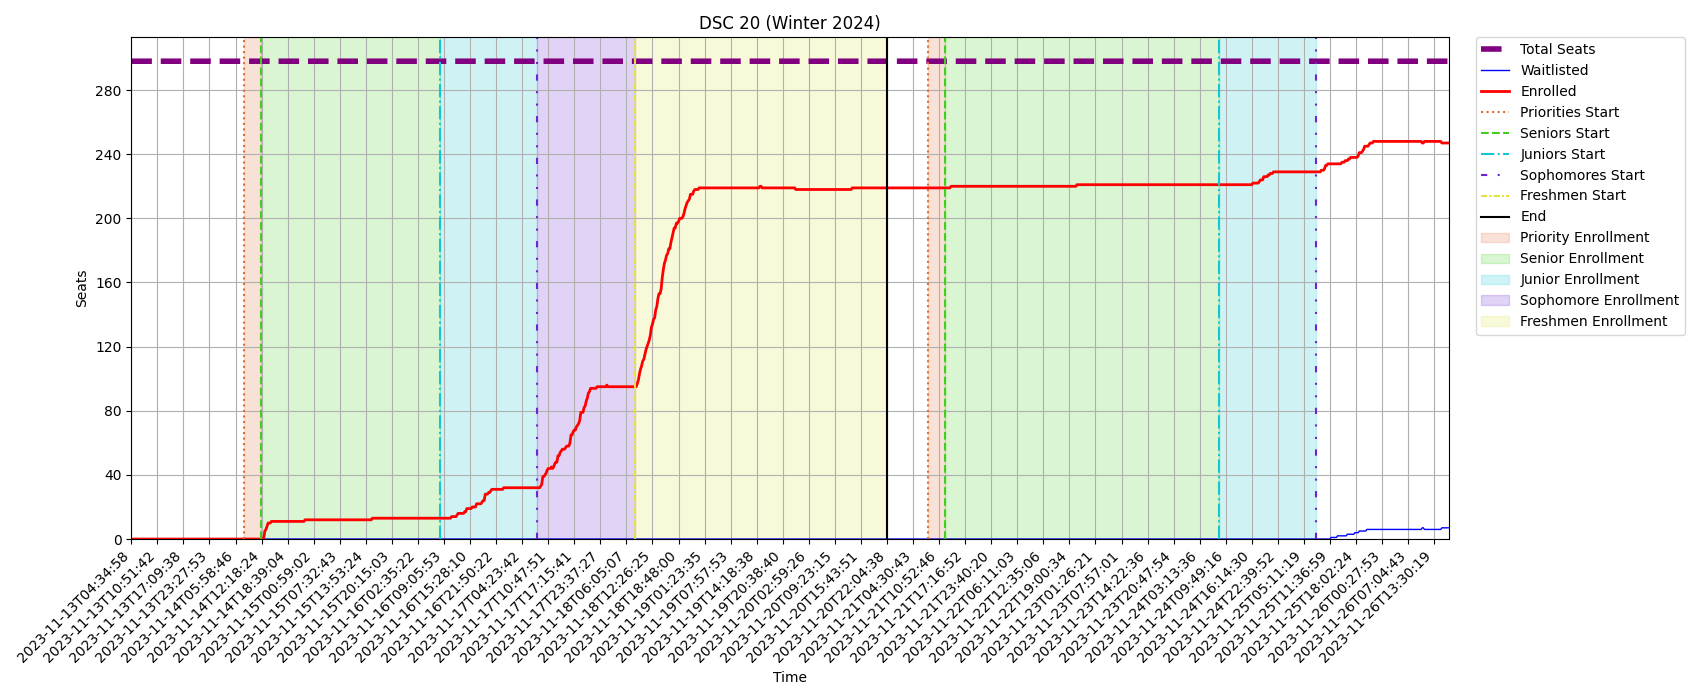 DSC 20 (Winter 2024)
Total Seats
Waitlisted
Enrolled
Priorities Start
Seniors Start
Juniors Start
Sophomores Start
Freshmen Start
End
Priority Enrollment
Senior Enrollment
Junior Enrollment
Sophomore Enrollment
Freshmen Enrollment
Seats
280
240
200
160
120
80
40
0
2023-11-13T04:34:58
2023-11-13T10:51:42
2023-11-13T17:09:38
2023-11-13T23:27:53
2023-11-14T05:58:46
2023-11-14T12:18:24
2023-11-14T18:39:04
2023-11-15T00:59:02
2023-11-15T07:32:43
2023-11-15T13:53:24
2023-11-15T20:15:03
2023-11-16T02:35:22
2023-11-16T09:05:53
2023-11-16T15:28:10
2023-11-16T21:50:22
2023-11-17T04:23:42
2023-11-17T10:47:51
2023-11-17T17:15:41
2023-11-17T23:37:27
2023-11-18T06:05:07
2023-11-18T12:26:25
2023-11-18T18:48:00
2023-11-19T01:23:35
2023-11-19T07:57:53
2023-11-19T14:18:38
2023-11-19T20:38:40
2023-11-20T02:59:26
2023-11-20T09:23:15
2023-11-20T15:43:51
2023-11-20T22:04:38
2023-11-21T04:30:43
2023-11-21T10:52:46
2023-11-21T17:16:52
2023-11-21T23:40:20
2023-11-22T06:11:03
2023-11-22T12:35:06
2023-11-22T19:00:34
2023-11-23T01:26:21
2023-11-23T07:57:01
2023-11-23T14:22:36
2023-11-23T20:47:54
2023-11-24T03:13:36
2023-11-24T09:49:16
2023-11-24T16:14:30
2023-11-24T22:39:52
2023-11-25T05:11:19
2023-11-25T11:36:59
2023-11-25T18:02:24
2023-11-26T00:27:53
2023-11-26T07:04:43
2023-11-26T13:30:19
Time